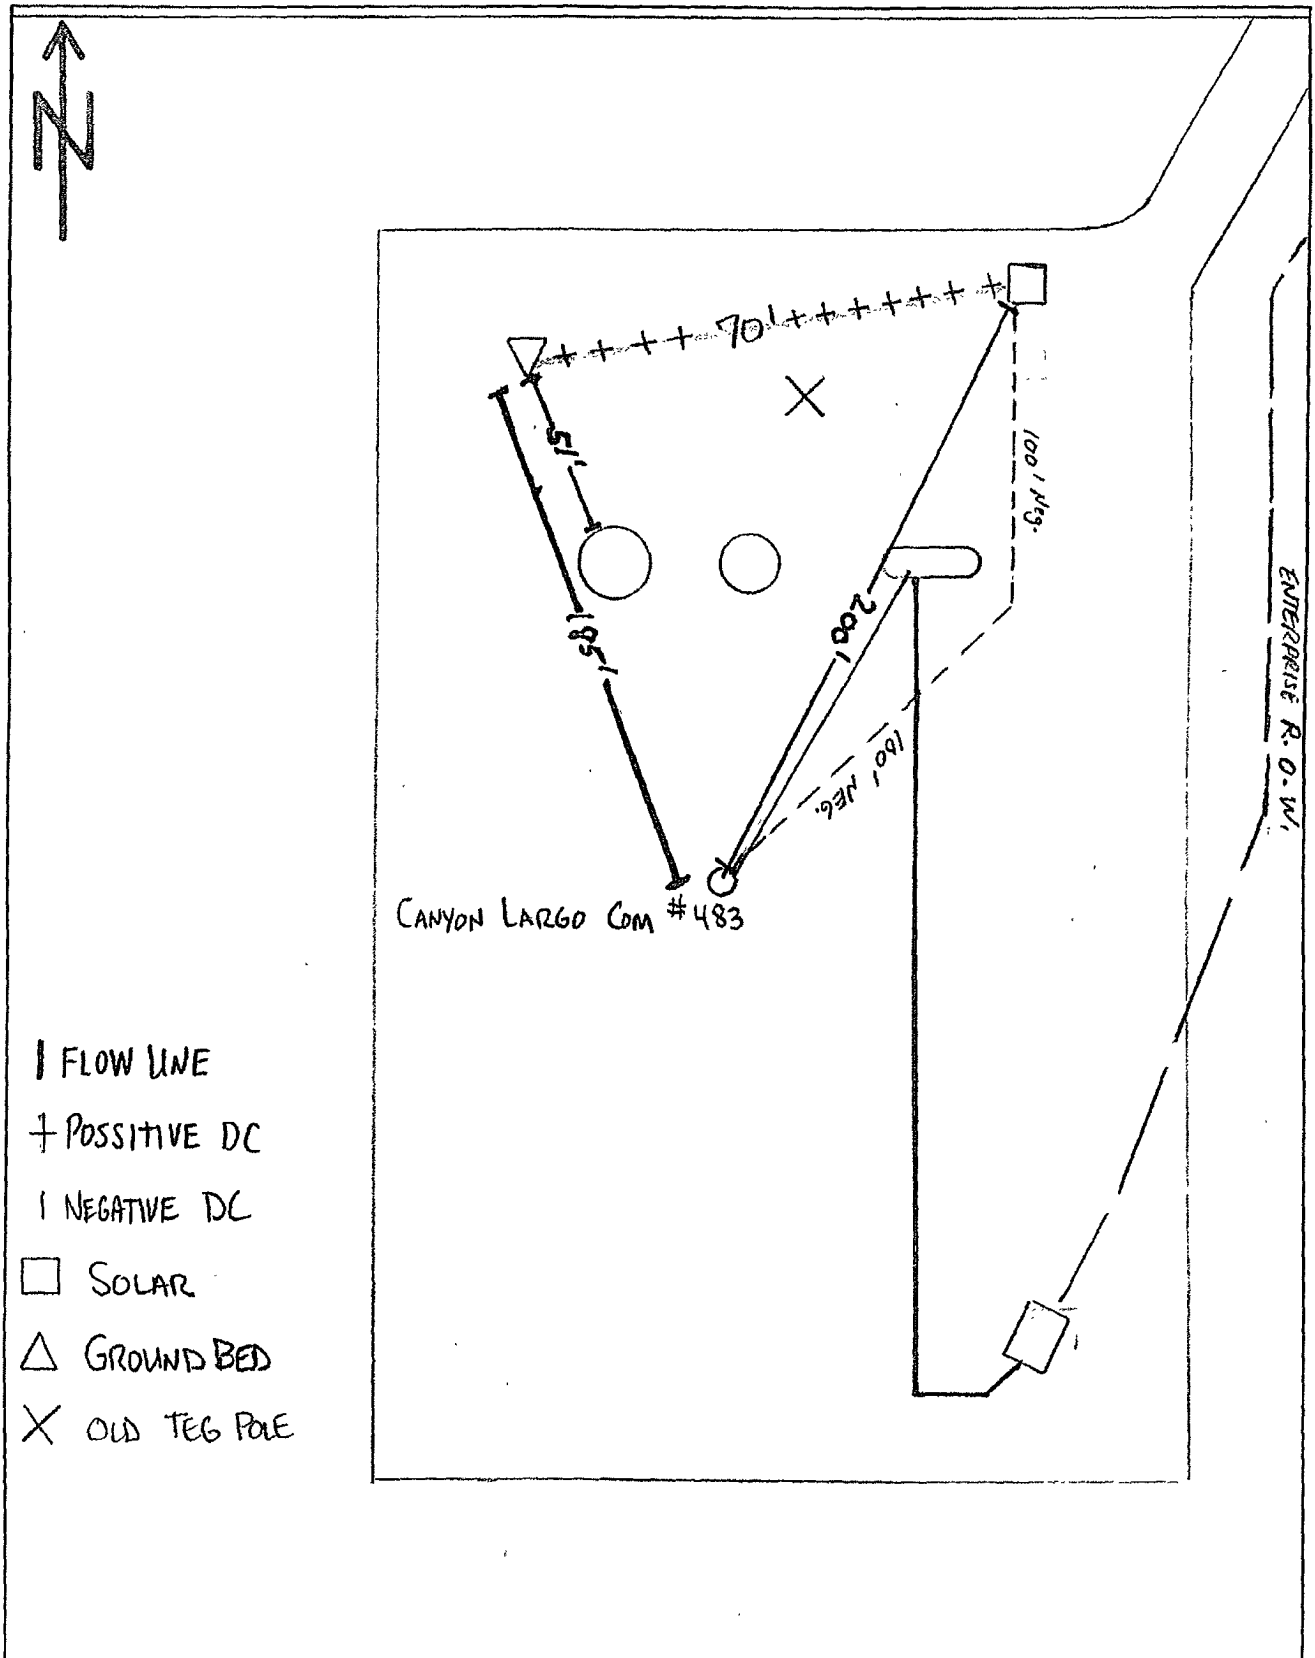 N
70'
51'
100' Neg.
200'
185'
100' NEG.
ENTERPRISE R.O.W.
CANYON LARGO COM #483
FLOW LINE
POSSITIVE DC
NEGATIVE DC
SOLAR
GROUND BED
OLD TEG POLE